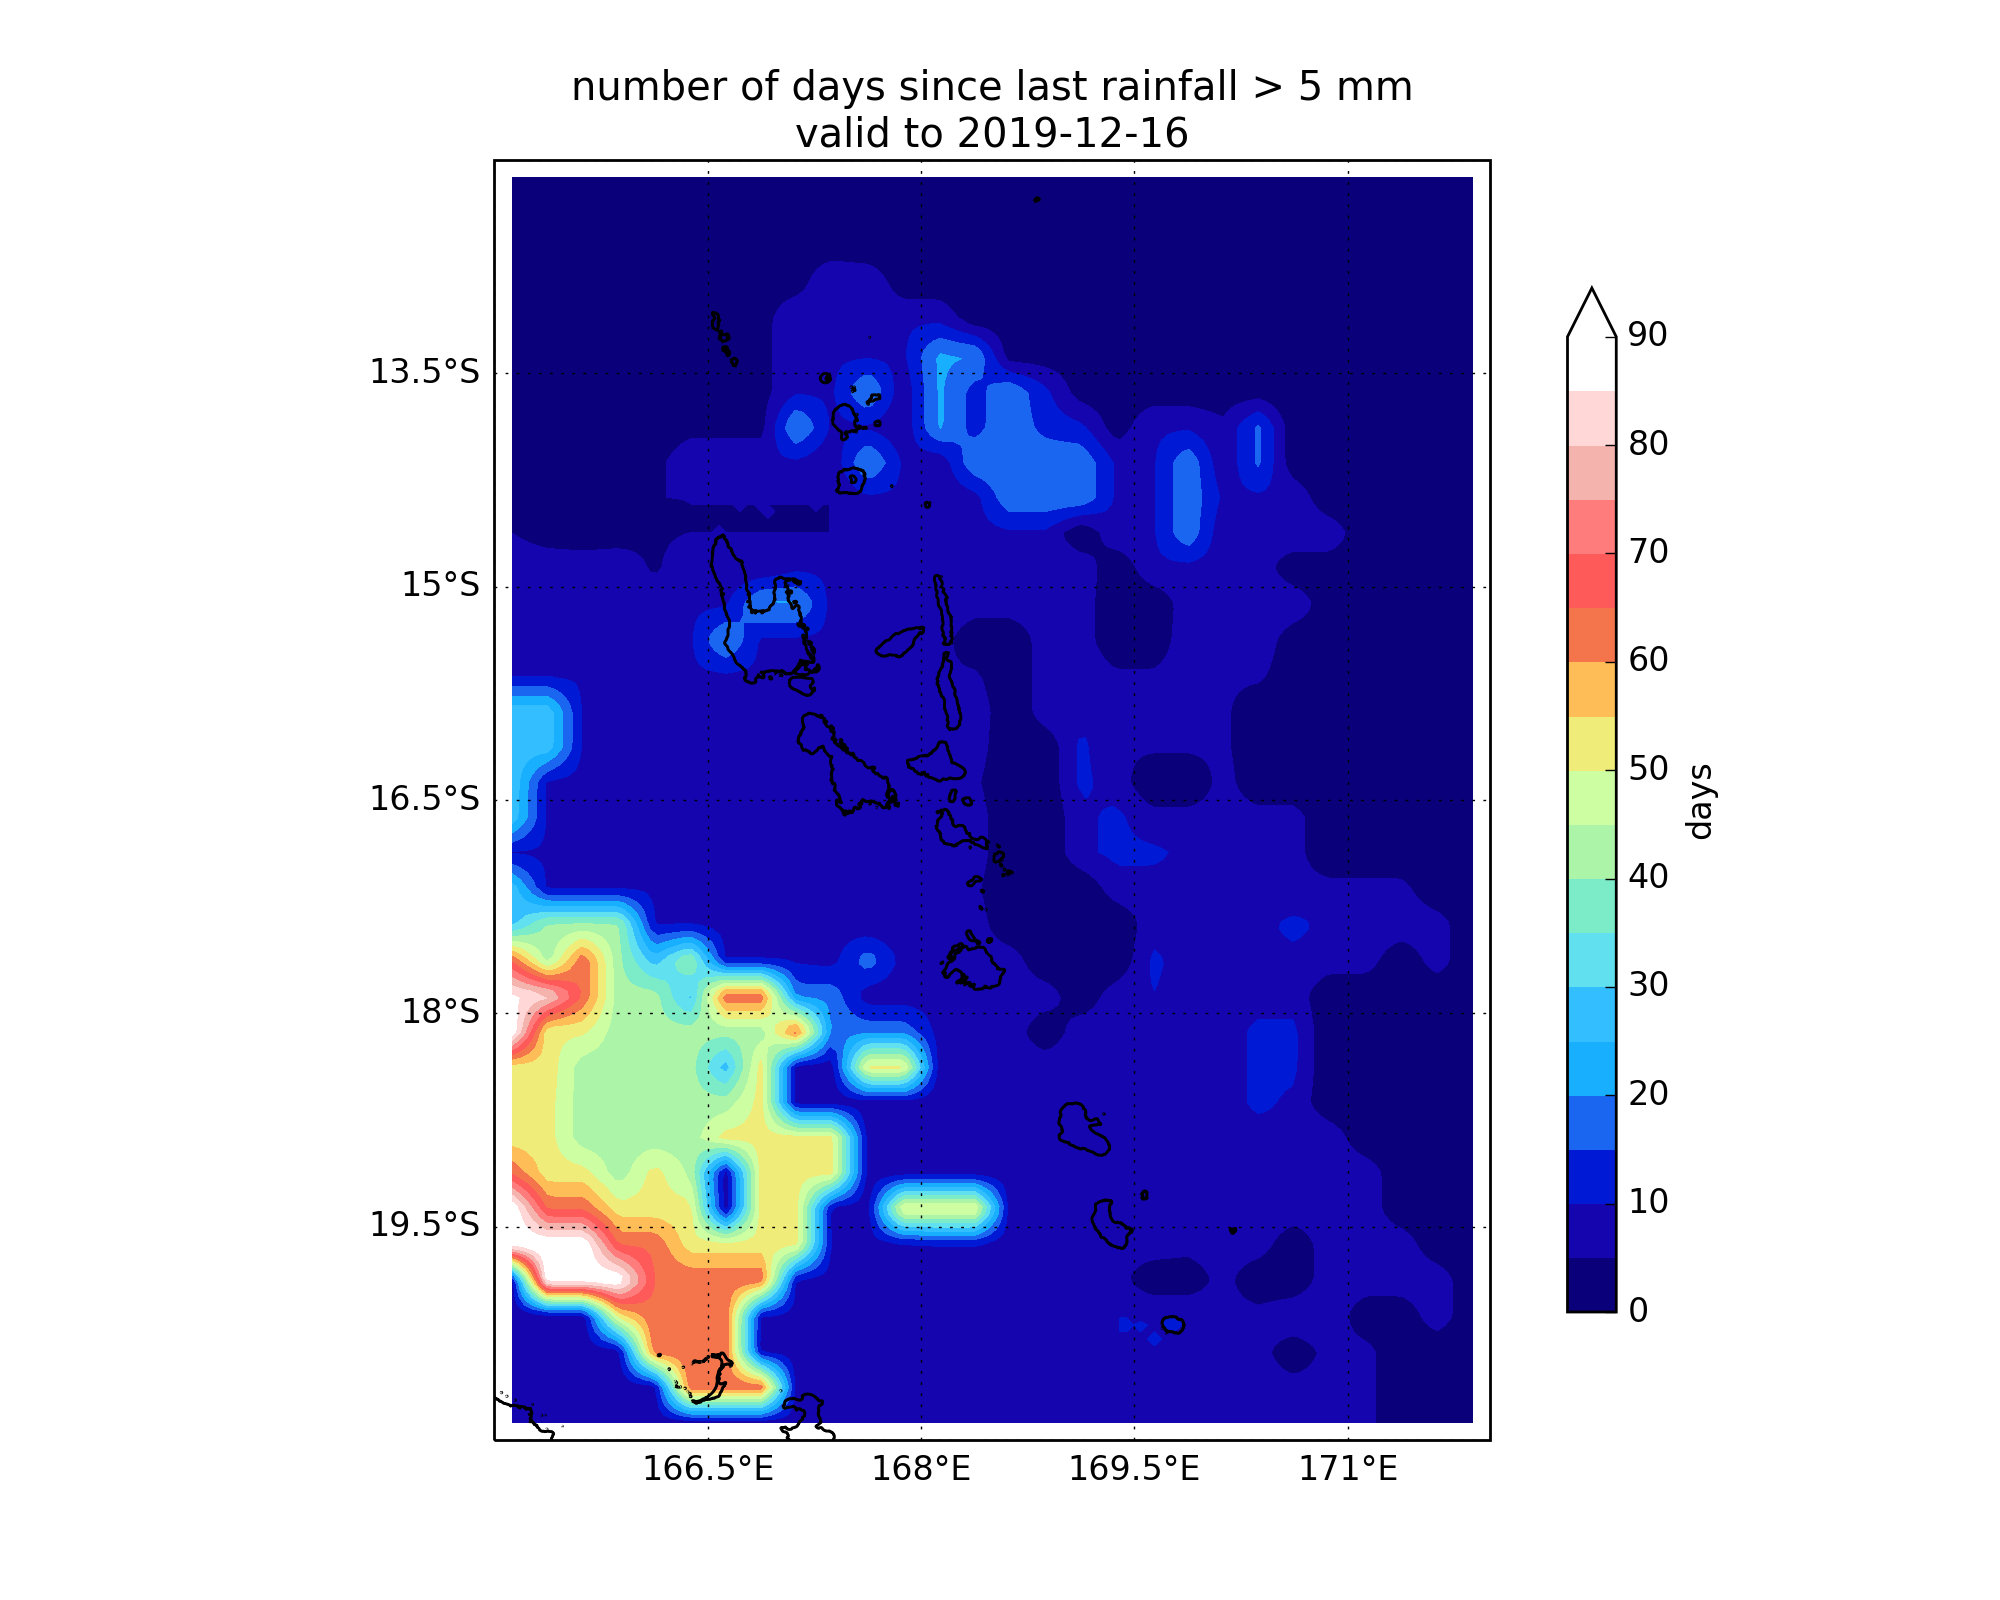 number of days since last rainfall > 5 mm
valid to 2019-12-16
13.5°S
15°S
16.5°S
18°S
19.5°S
166.5°E
168°E
169.5°E
171°E
90
80
70
60
50
40
30
20
10
0
days